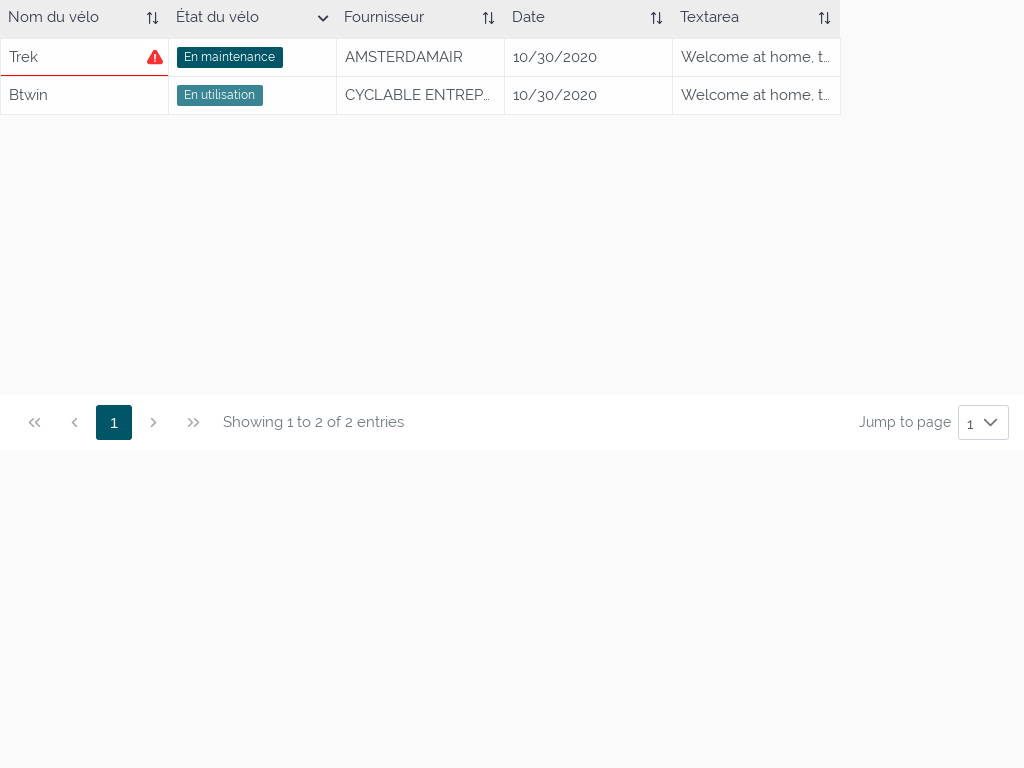 Nom du vélo État du vélo Fournisseur Date Textarea
Trek En maintenance AMSTERDAMAIR 10/30/2020 Welcome at home, t…
Btwin En utilisation CYCLABLE ENTREP… 10/30/2020 Welcome at home, t…
1 Showing 1 to 2 of 2 entries Jump to page 1